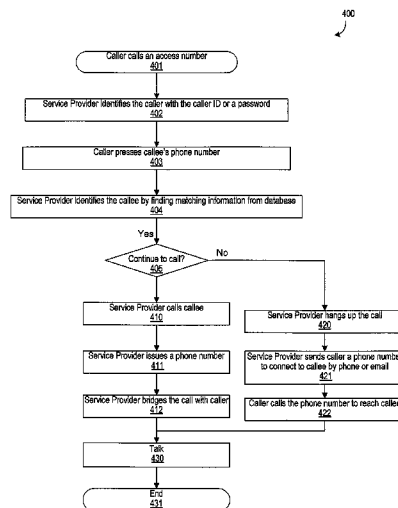 400
Caller calls an access number
401
Service Provider Identifies the caller with the caller ID or a password
402
Caller presses callee's phone number
403
Service Provider Identifies the callee by finding matching information from database
404
Yes
No
Continue to call?
405
Service Provider calls callee
410
Service Provider issues a phone number
411
Service Provider bridges the call with caller
412
Service Provider hangs up the call
420
Service Provider sends caller a phone number
to connect to callee by phone or email
421
Caller calls the phone number to reach callee
422
Talk
430
End
431